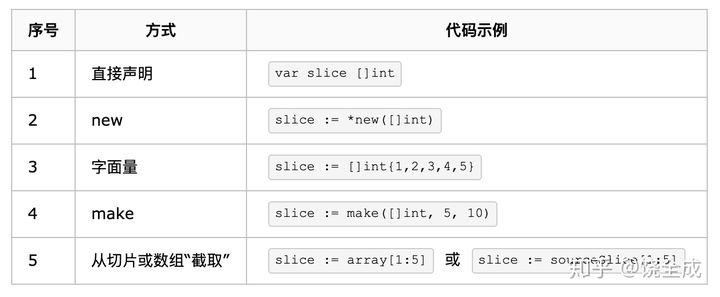 序号 方式 代码示例
1 直接声明 var slice []int
2 new slice := *new([]int)
3 字面量 slice := []int{1,2,3,4,5}
4 make slice := make([]int, 5, 10)
5 从切片或数组“截取” slice := array[1:5] 或 slice := sourceSlice[1:5]
知乎 @饶全成